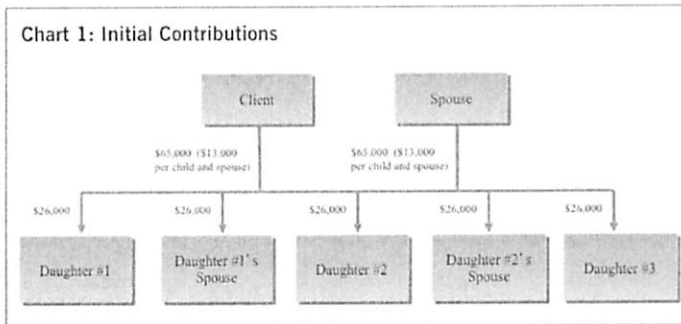 Chart 1: Initial Contributions
Client
Spouse
$65,000 ($13,000
per child and spouse)
$65,000 ($13,000
per child and spouse)
$26,000
$26,000
$26,000
$26,000
$26,000
Daughter #1
Daughter #1's
Spouse
Daughter #2
Daughter #2's
Spouse
Daughter #3